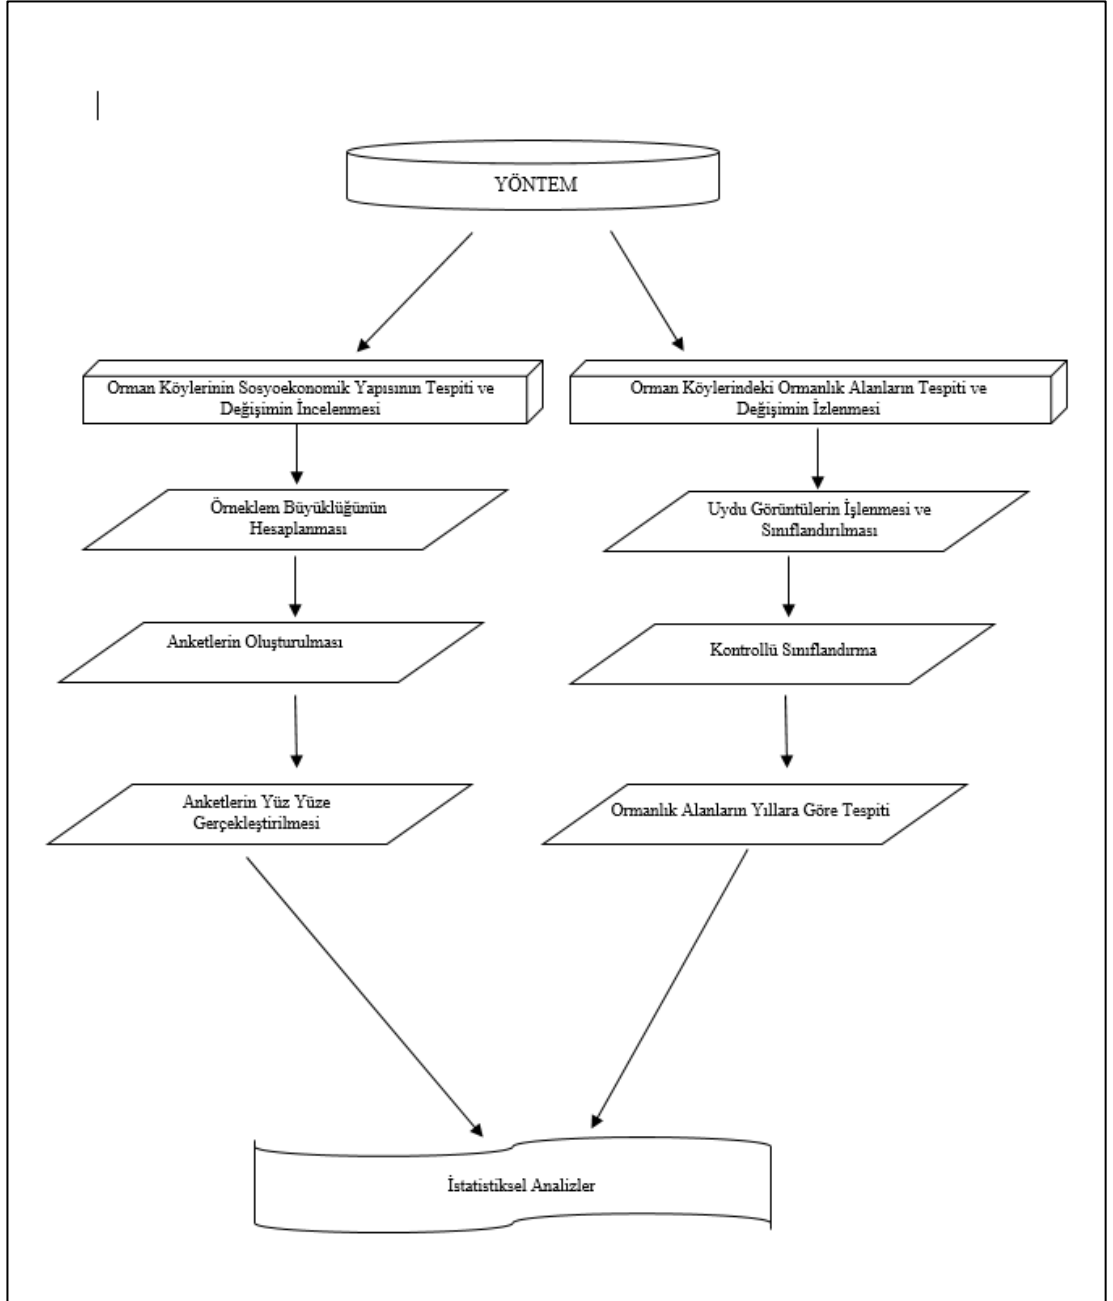 YÖNTEM
Orman Köylerinin Sosyoekonomik Yapısının Tespiti ve
Değişimin İncelenmesi
Orman Köylerindeki Ormanlık Alanların Tespiti ve
Değişimin İzlenmesi
Örneklem Büyüklüğünün
Hesaplanması
Uydu Görüntülerin İşlenmesi ve
Sınıflandırılması
Anketlerin Oluşturulması
Kontrollü Sınıflandırma
Anketlerin Yüz Yüze
Gerçekleştirilmesi
Ormanlık Alanların Yıllara Göre Tespiti
İstatistiksel Analizler